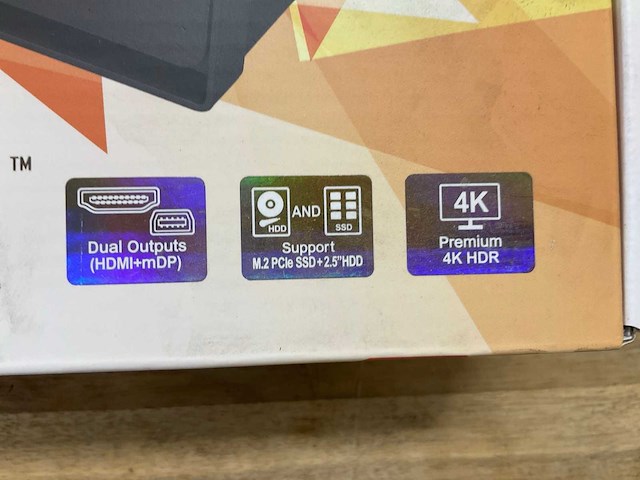 TM
Dual Outputs
(HDMI+mDP)
HDD AND SSD
Support
M.2 PCIe SSD+2.5"HDD
4K
Premium
4K HDR